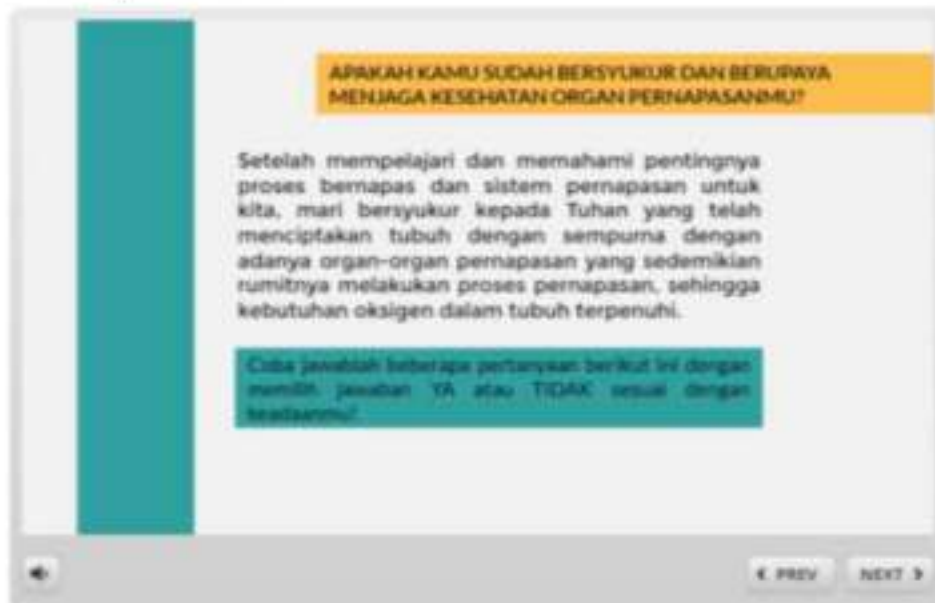 APAKAH KAMU SUDAH BERSYUKUR DAN BERUPAYA
MENJAGA KESEHATAN ORGAN PERNAPASANMU?
Setelah mempelajari dan memahami pentingnya
proses bernapas dan sistem pernapasan untuk
kita, mari bersyukur kepada Tuhan yang telah
menciptakan tubuh dengan sempurna dengan
adanya organ-organ pernapasan yang sedemikian
rumitnya melakukan proses pernapasan, sehingga
kebutuhan oksigen dalam tubuh terpenuhi.
Coba jawablah beberapa pertanyaan berikut ini dengan
memilih jawaban YA atau TIDAK sesuai dengan
keadaanmu!
PREV NEXT